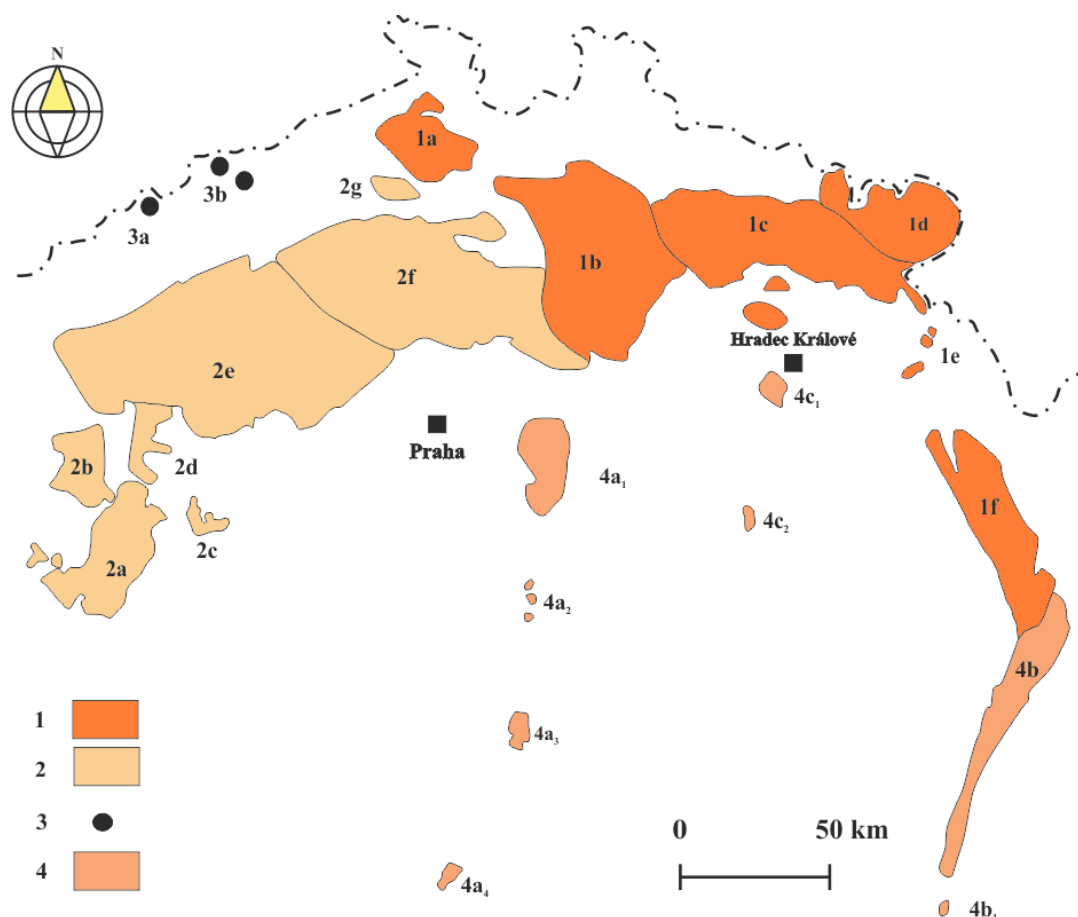 N
1a
3b
2g
3a
1c
1d
2f
1b
Hradec Králové
1e
2e
4c₁
Praha
2b
2d
4a₁
1f
4c₂
2c
2a
4a₂
4b
1
4a₃
2
3
0
50 km
4
4a₄
4b